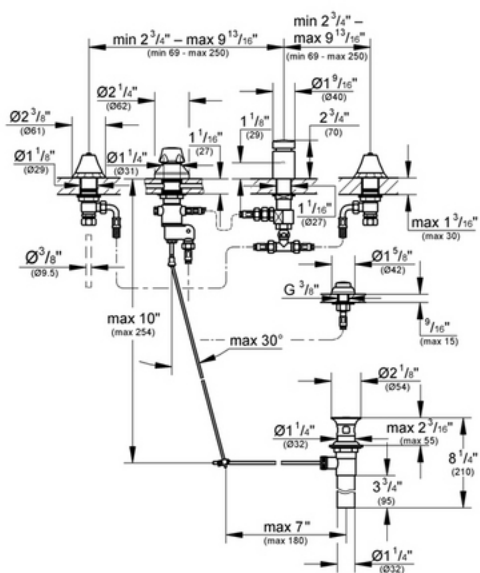 min 2 3/4" –
max 9 13/16"
(min 69 - max 250)
min 2 3/4" – max 9 13/16"
(min 69 - max 250)
Ø1 9/16"
(Ø40)
Ø2 1/4"
(Ø62)
Ø2 3/8"
(Ø61)
1 1/8"
(29)
2 3/4"
(70)
1 1/16"
(27)
Ø1 1/8"
(Ø29)
Ø1 1/4"
(Ø31)
1 1/16"
(Ø27)
max 1 3/16"
(max 30)
Ø3/8"
(Ø9.5)
Ø1 5/8"
(Ø42)
G 3/8"
9/16"
(max 15)
max 10"
(max 254)
max 30°
Ø2 1/8"
(Ø54)
Ø1 1/4"
(Ø32)
max 2 3/16"
(max 55)
8 1/4"
(210)
3 3/4"
(95)
max 7"
(max 180)
Ø1 1/4"
(Ø32)